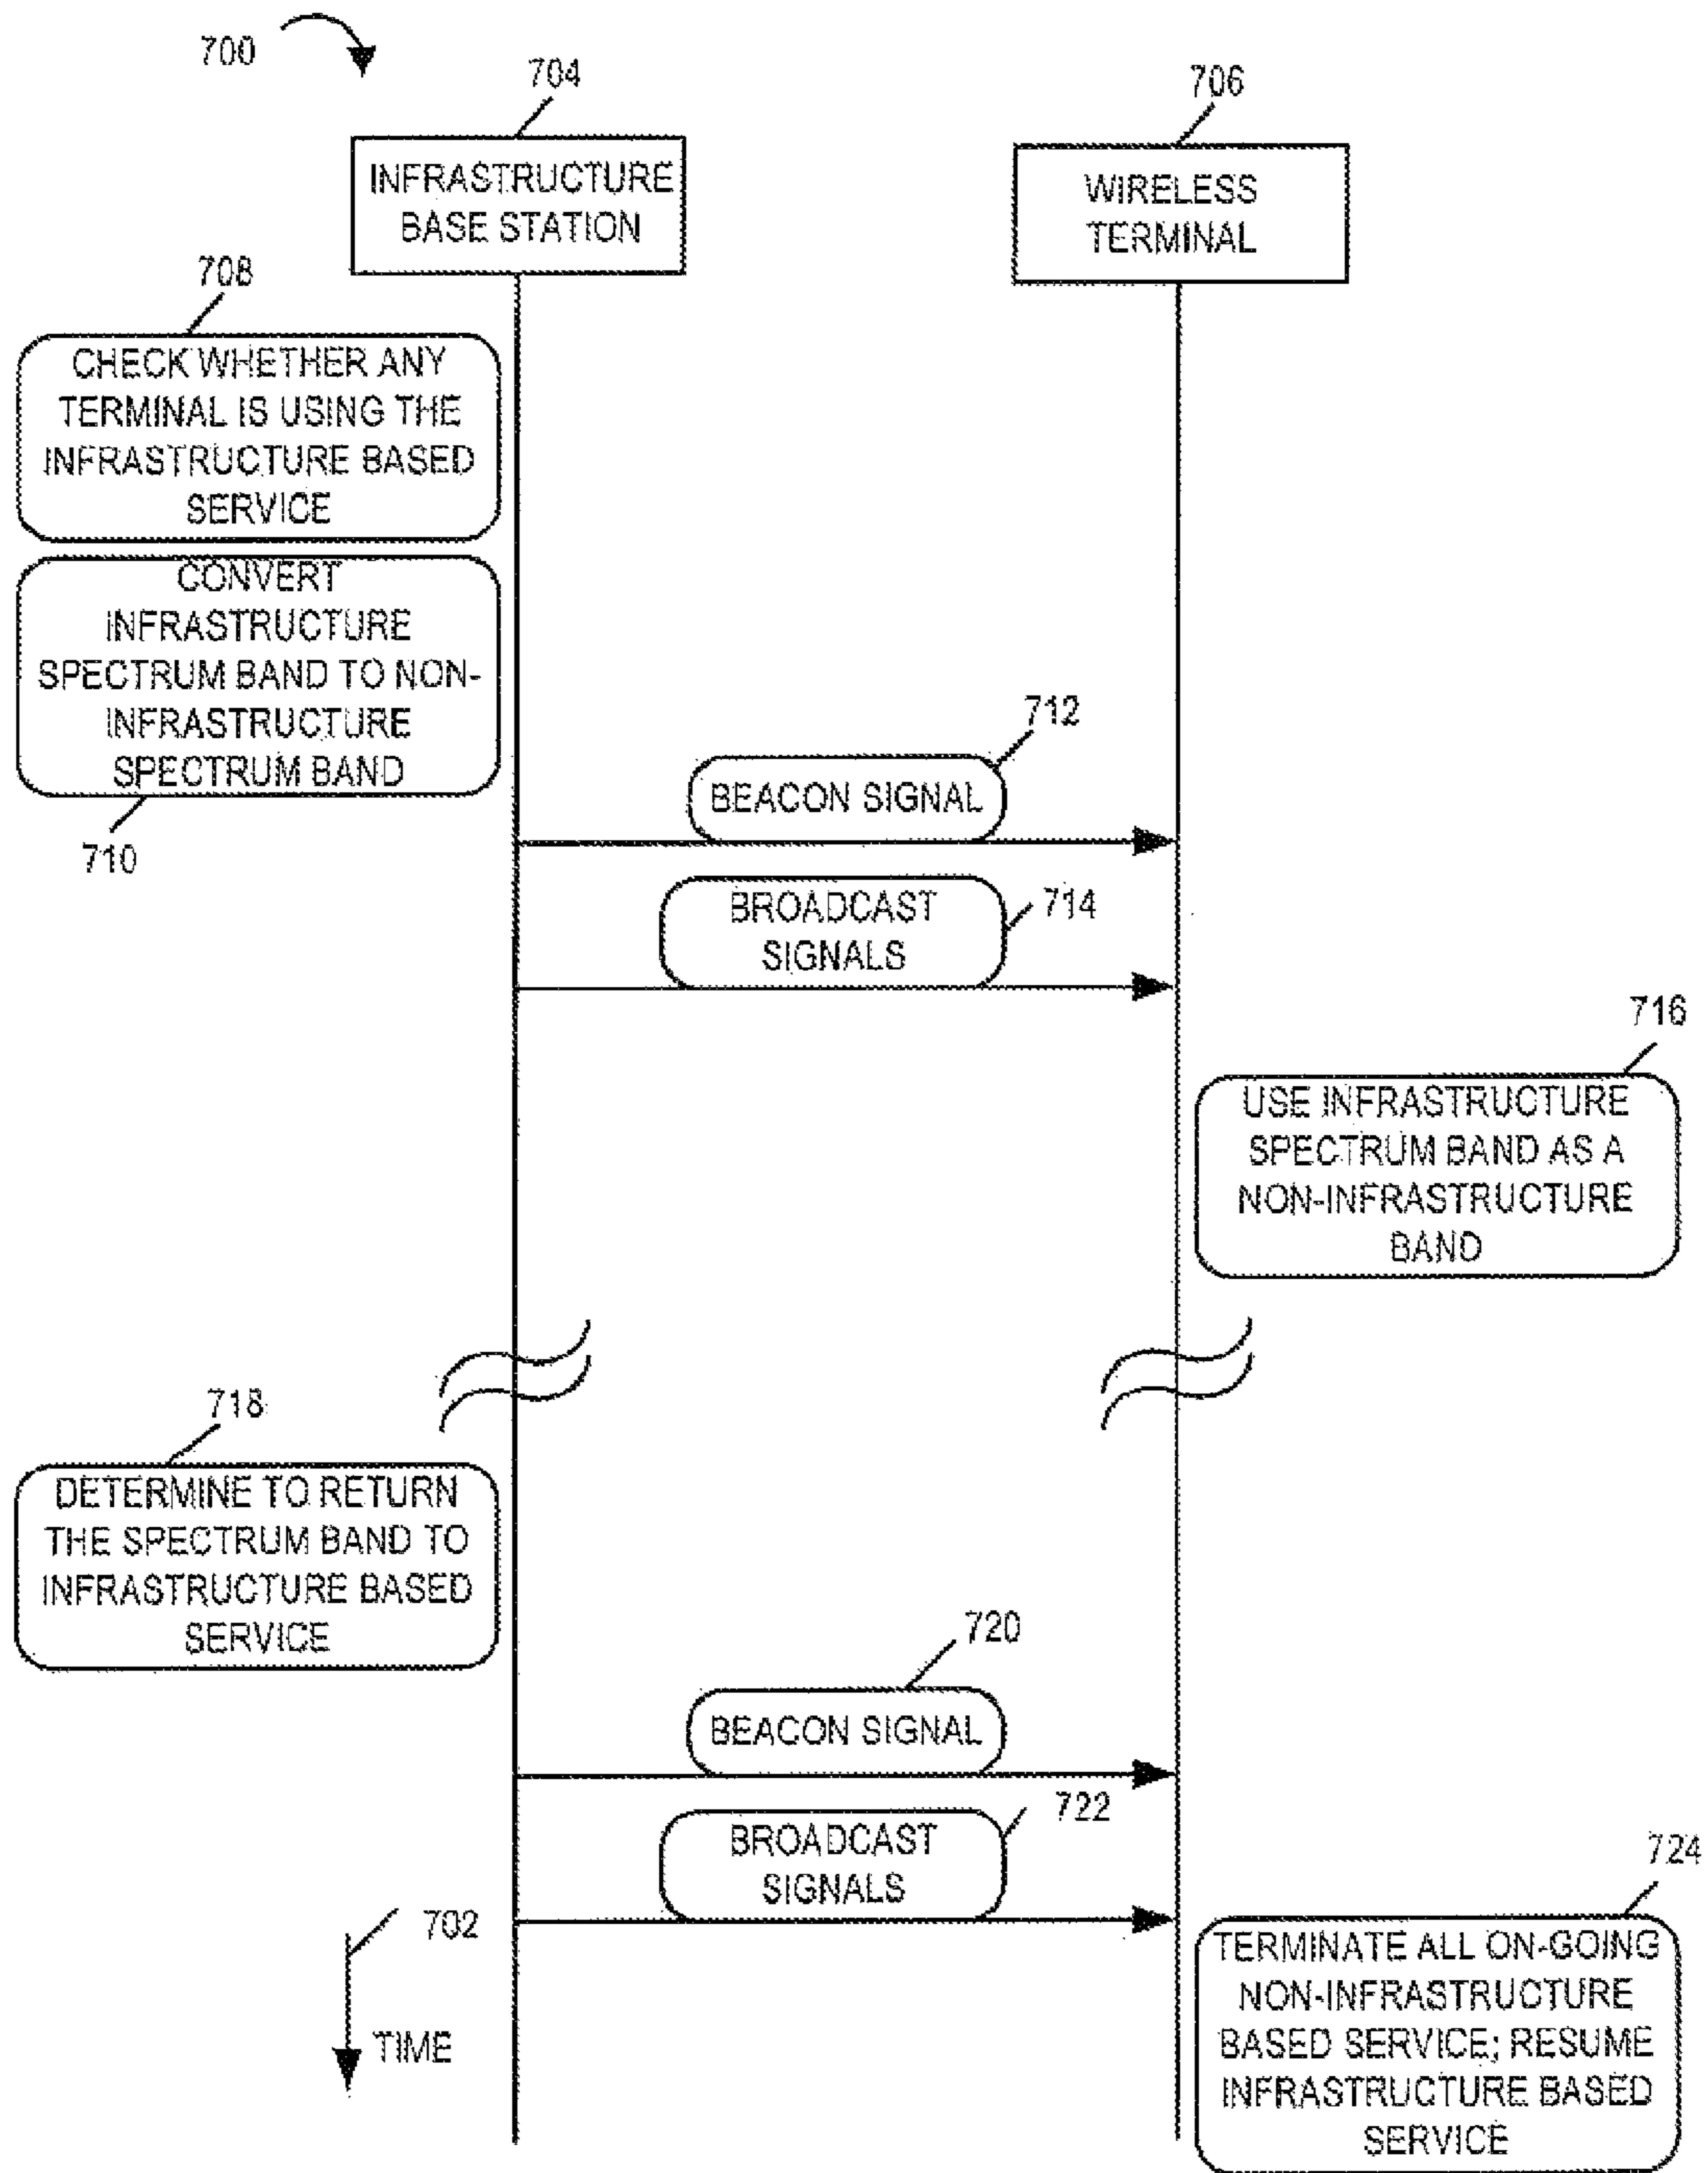 700
704
706
INFRASTRUCTURE
BASE STATION
WIRELESS
TERMINAL
708
CHECK WHETHER ANY
TERMINAL IS USING THE
INFRASTRUCTURE BASED
SERVICE
CONVERT
INFRASTRUCTURE
SPECTRUM BAND TO NON-
INFRASTRUCTURE
SPECTRUM BAND
710
712
BEACON SIGNAL
BROADCAST
SIGNALS
714
716
USE INFRASTRUCTURE
SPECTRUM BAND AS A
NON-INFRASTRUCTURE
BAND
718
DETERMINE TO RETURN
THE SPECTRUM BAND TO
INFRASTRUCTURE BASED
SERVICE
720
BEACON SIGNAL
722
BROADCAST
SIGNALS
702
TIME
724
TERMINATE ALL ON-GOING
NON-INFRASTRUCTURE
BASED SERVICE; RESUME
INFRASTRUCTURE BASED
SERVICE